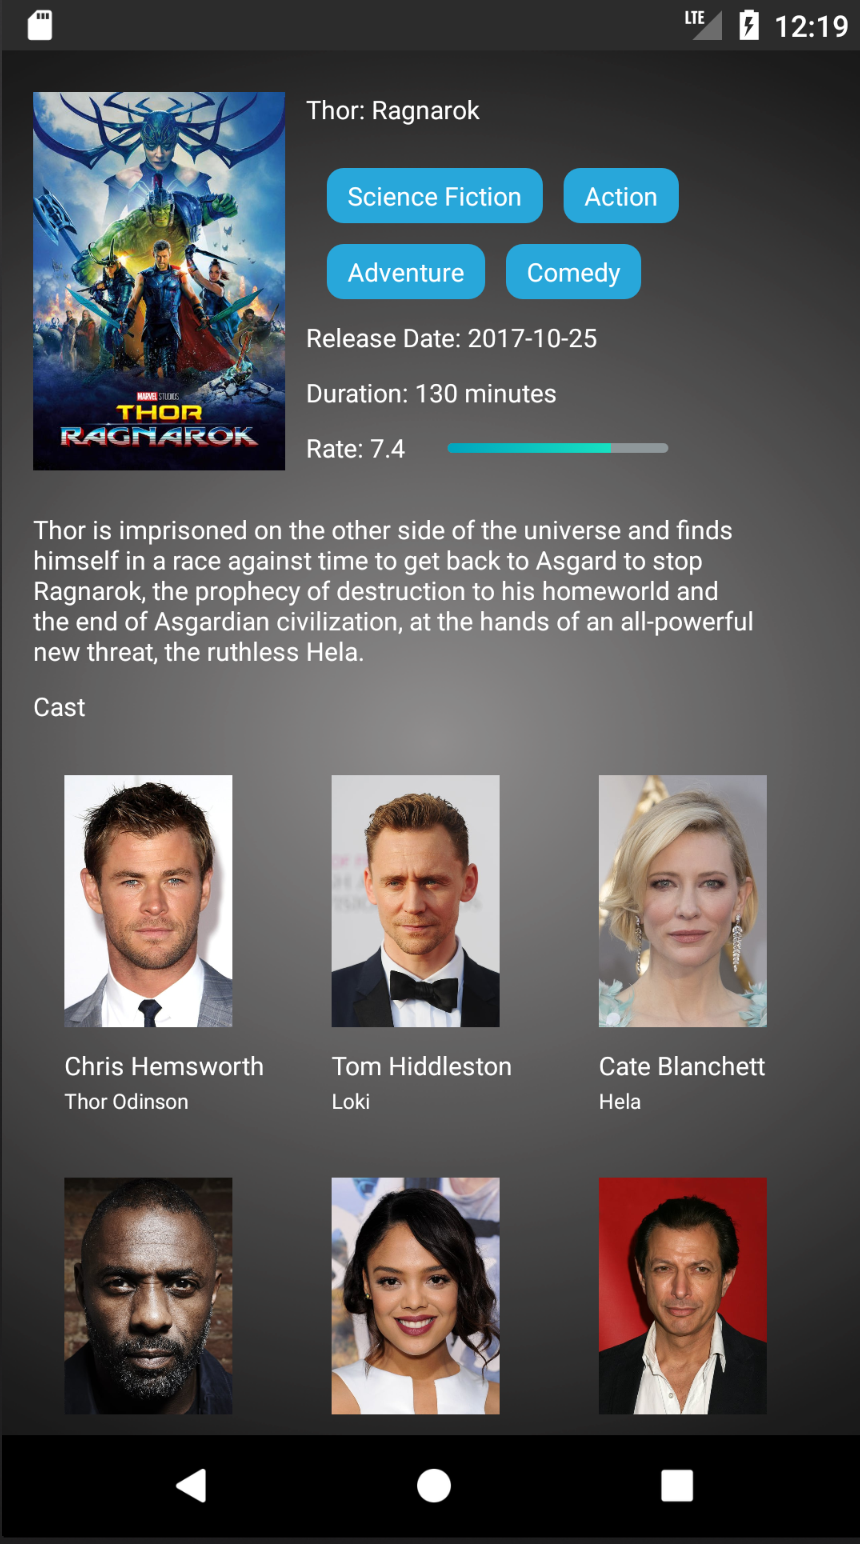 LTE 12:19
Thor: Ragnarok
Science Fiction
Action
Adventure
Comedy
Release Date: 2017-10-25
Duration: 130 minutes
Rate: 7.4
MARVEL STUDIOS
THOR
RAGNAROK
Thor is imprisoned on the other side of the universe and finds
himself in a race against time to get back to Asgard to stop
Ragnarok, the prophecy of destruction to his homeworld and
the end of Asgardian civilization, at the hands of an all-powerful
new threat, the ruthless Hela.
Cast
Chris Hemsworth
Thor Odinson
Tom Hiddleston
Loki
Cate Blanchett
Hela